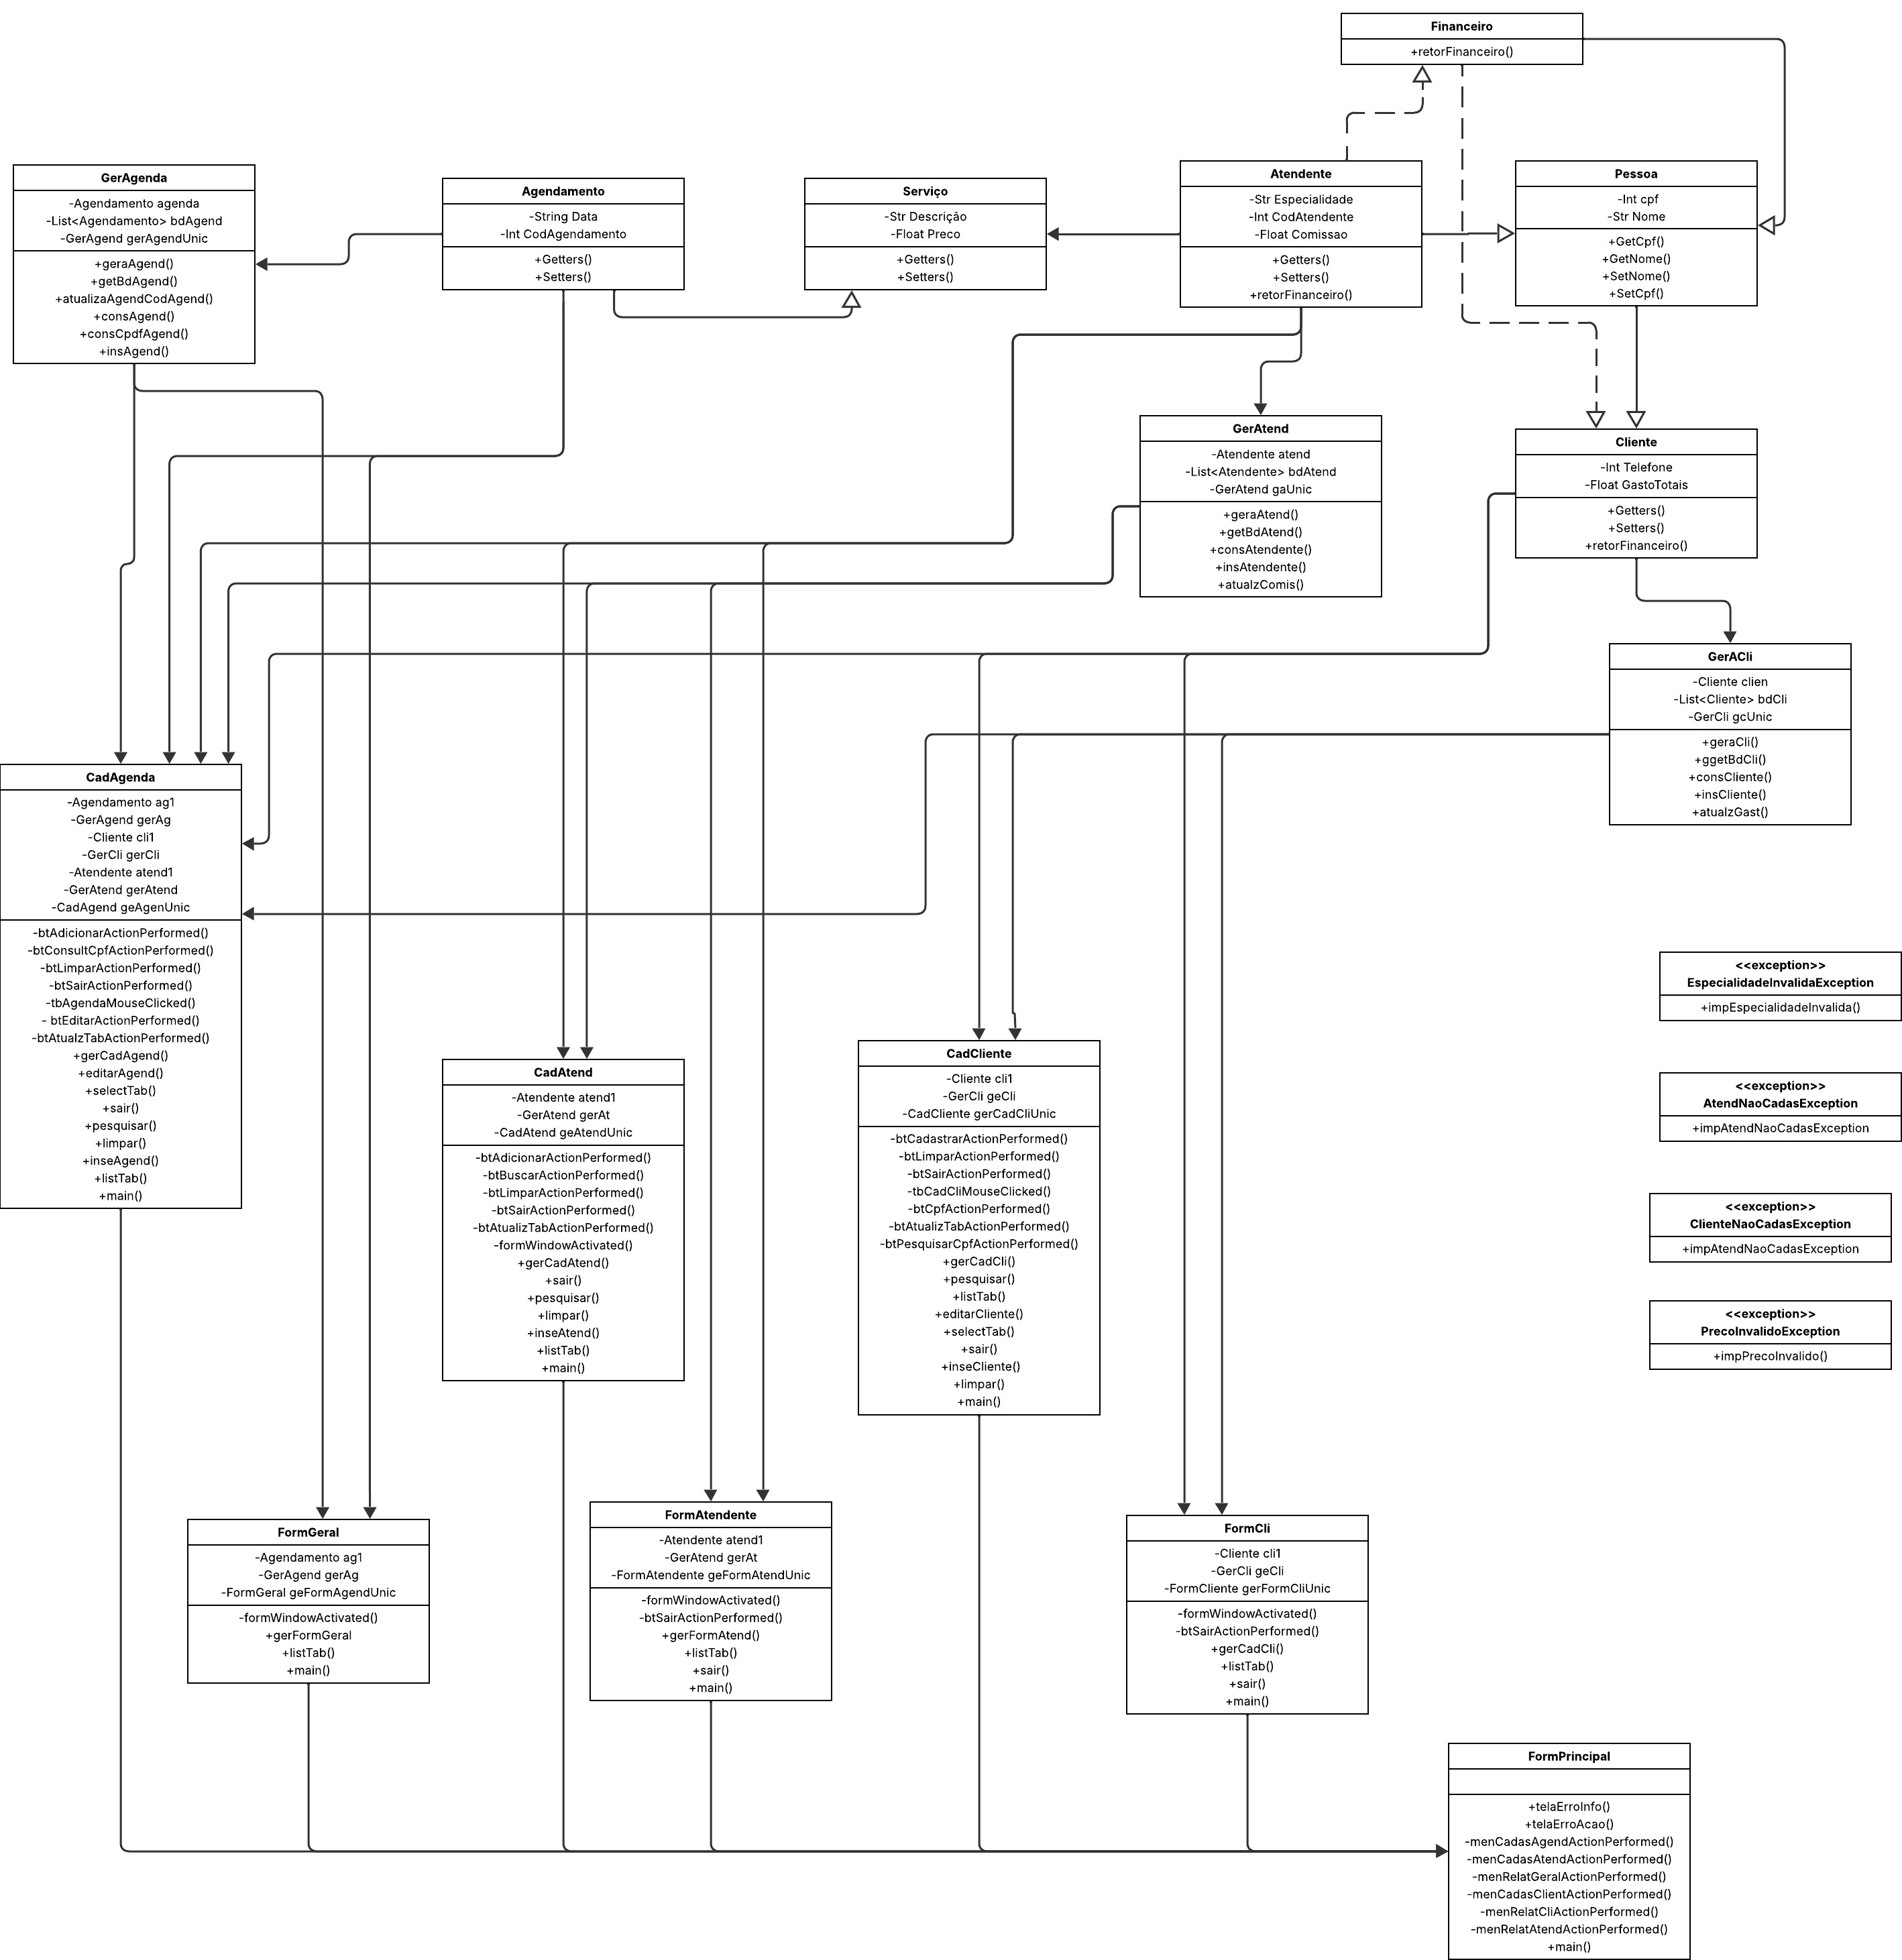 Financeiro
+retorFinanceiro()
GerAgenda
-Agendamento agenda
-List<Agendamento> bdAgend
-GerAgend gerAgendUnic
+geraAgend()
+getBdAgend()
+atualizaAgendCodAgend()
+consAgend()
+consCpdfAgend()
+insAgend()
Agendamento
-String Data
-Int CodAgendamento
+Getters()
+Setters()
Serviço
-Str Descrição
-Float Preco
+Getters()
+Setters()
Atendente
-Str Especialidade
-Int CodAtendente
-Float Comissao
+Getters()
+Setters()
+retorFinanceiro()
Pessoa
-Int cpf
-Str Nome
+GetCpf()
+GetNome()
+SetNome()
+SetCpf()
GerAtend
-Atendente atend
-List<Atendente> bdAtend
-GerAtend gaUnic
+geraAtend()
+getBdAtend()
+consAtendente()
+insAtendente()
+atualzComis()
Cliente
-Int Telefone
-Float GastoTotais
+Getters()
+Setters()
+retorFinanceiro()
GerACli
-Cliente clien
-List<Cliente> bdCli
-GerCli gcUnic
+geraCli()
+ggetBdCli()
+consCliente()
+insCliente()
+atualzGast()
CadAgenda
-Agendamento ag1
-GerAgend gerAg
-Cliente cli1
-GerCli gerCli
-Atendente atend1
-GerAtend gerAtend
-CadAgend geAgenUnic
-btAdicionarActionPerformed()
-btConsultCpfActionPerformed()
-btLimparActionPerformed()
-btSairActionPerformed()
-tbAgendaMouseClicked()
- btEditarActionPerformed()
-btAtualzTabActionPerformed()
+gerCadAgend()
+editarAgend()
+selectTab()
+sair()
+pesquisar()
+limpar()
+inseAgend()
+listTab()
+main()
CadAtend
-Atendente atend1
-GerAtend gerAt
-CadAtend geAtendUnic
-btAdicionarActionPerformed()
-btBuscarActionPerformed()
-btLimparActionPerformed()
-btSairActionPerformed()
-btAtualizTabActionPerformed()
-formWindowActivated()
+gerCadAtend()
+sair()
+pesquisar()
+limpar()
+inseAtend()
+listTab()
+main()
CadCliente
-Cliente cli1
-GerCli geCli
-CadCliente gerCadCliUnic
-btCadastrarActionPerformed()
-btLimparActionPerformed()
-btSairActionPerformed()
-tbCadCliMouseClicked()
-btCpfActionPerformed()
-btAtualizTabActionPerformed()
-btPesquisarCpfActionPerformed()
+gerCadCli()
+pesquisar()
+listTab()
+editarCliente()
+selectTab()
+sair()
+inseCliente()
+limpar()
+main()
<<exception>>
EspecialidadeInvalidaException
+impEspecialidadeInvalida()
<<exception>>
AtendNaoCadasException
+impAtendNaoCadasException
<<exception>>
ClienteNaoCadasException
+impAtendNaoCadasException
<<exception>>
PrecoInvalidoException
+impPrecoInvalido()
FormGeral
-Agendamento ag1
-GerAgend gerAg
-FormGeral geFormAgendUnic
-formWindowActivated()
+gerFormGeral
+listTab()
+main()
FormAtendente
-Atendente atend1
-GerAtend gerAt
-FormAtendente geFormAtendUnic
-formWindowActivated()
-btSairActionPerformed()
+gerFormAtend()
+listTab()
+sair()
+main()
FormCli
-Cliente cli1
-GerCli geCli
-FormCliente gerFormCliUnic
-formWindowActivated()
-btSairActionPerformed()
+gerCadCli()
+listTab()
+sair()
+main()
FormPrincipal
+telaErroInfo()
+telaErroAcao()
-menCadasAgendActionPerformed()
-menCadasAtendActionPerformed()
-menRelatGeralActionPerformed()
-menCadasClientActionPerformed()
-menRelatCliActionPerformed()
-menRelatAtendActionPerformed()
+main()